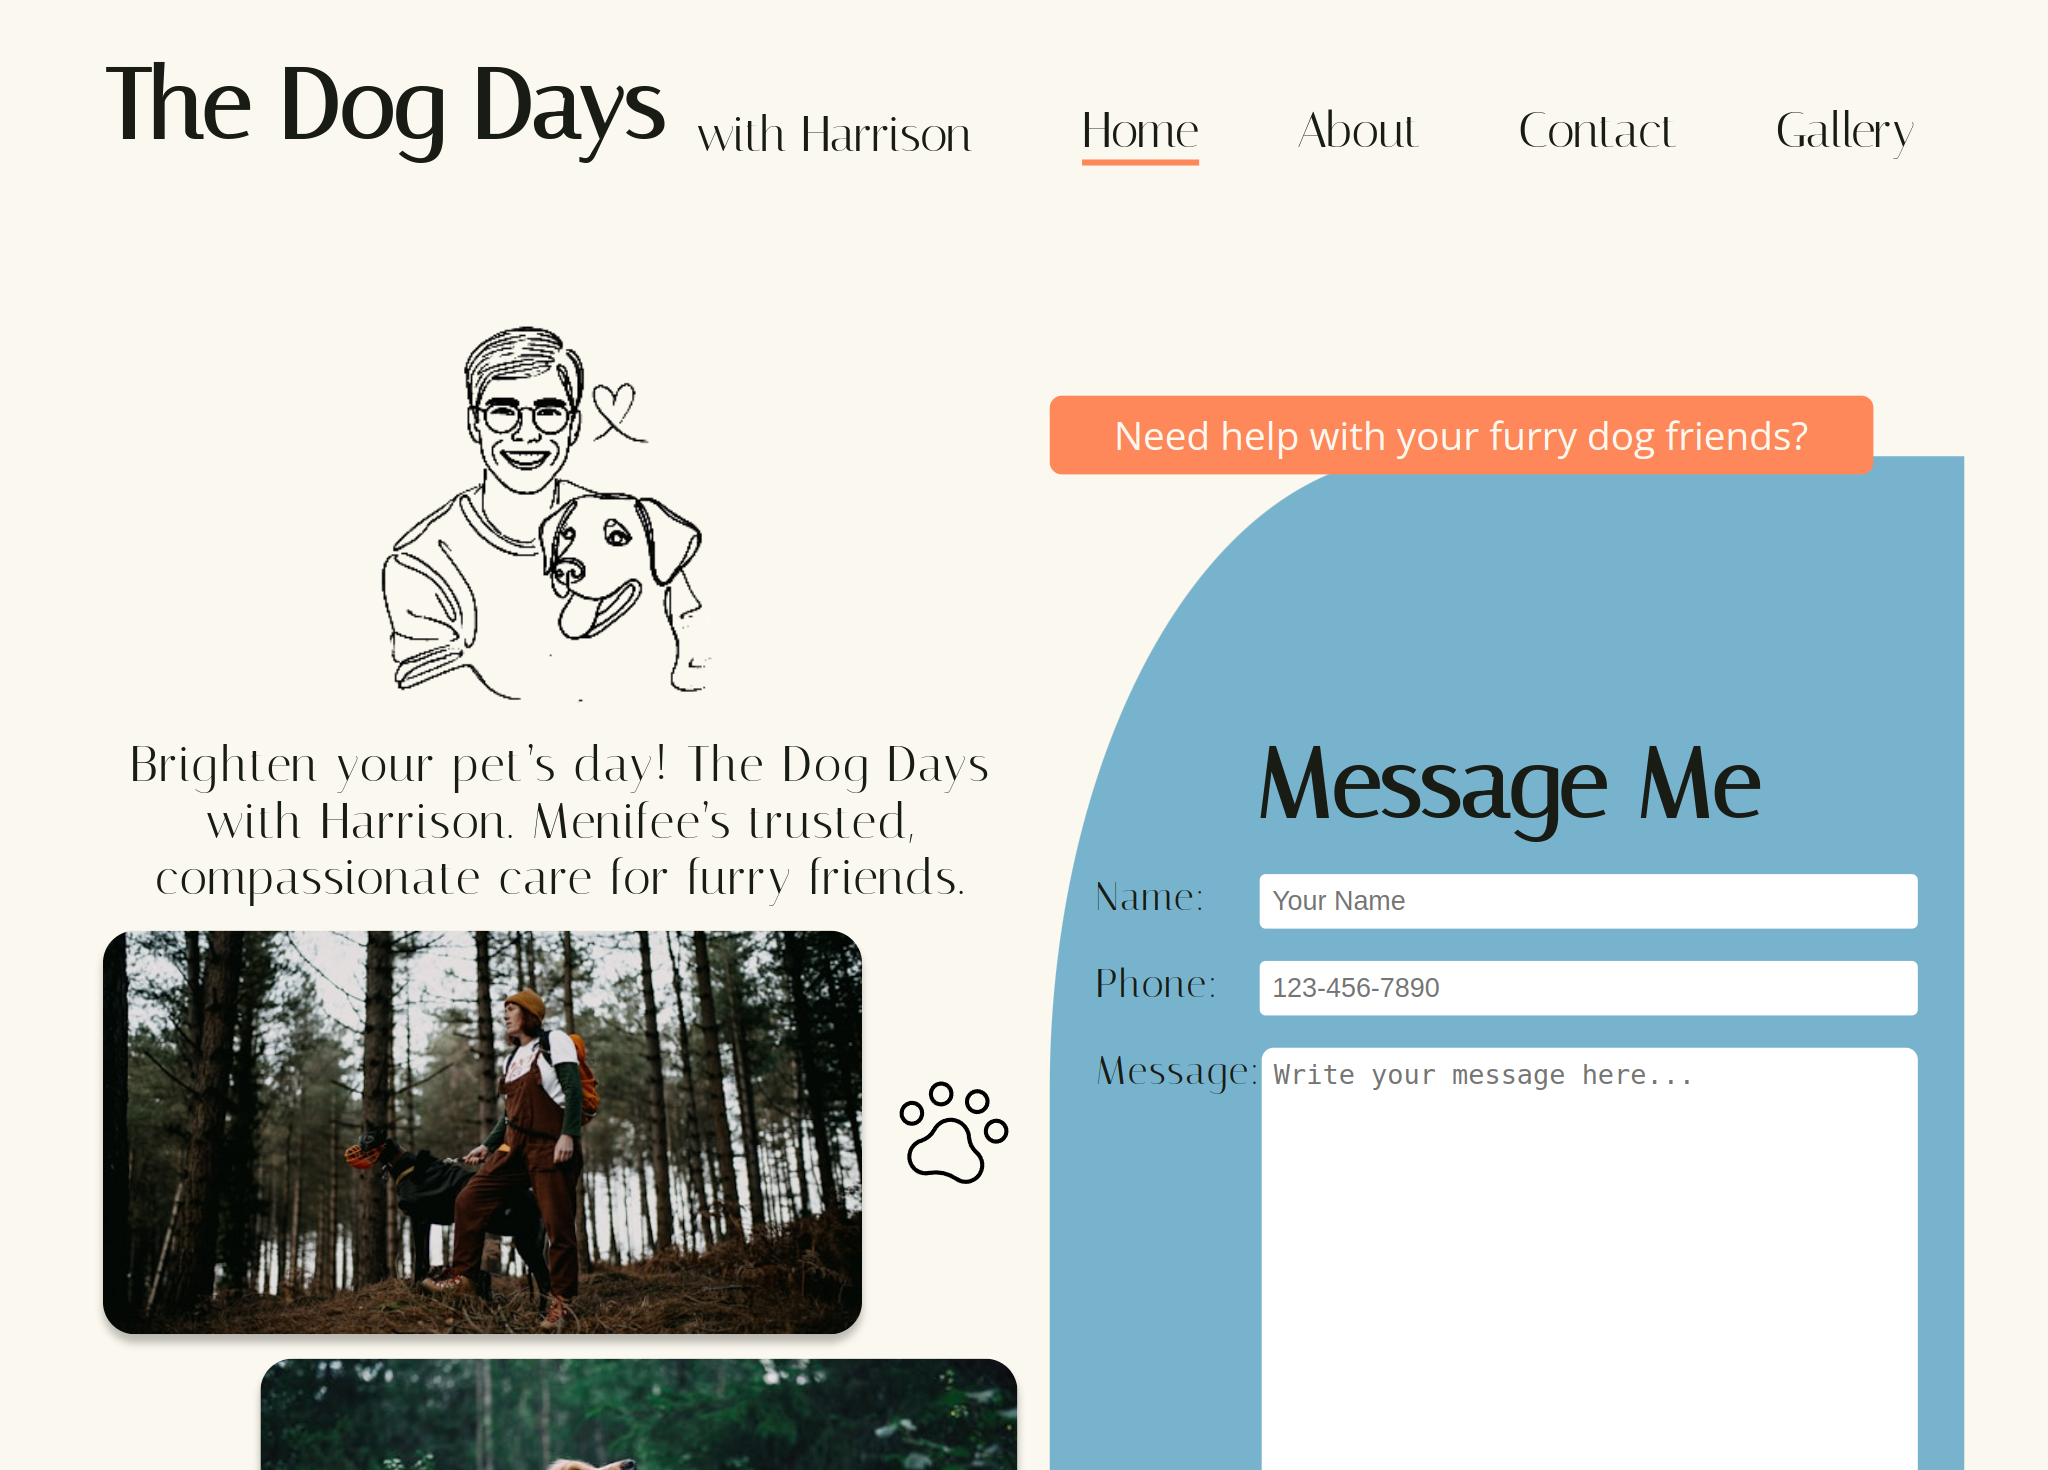 The Dog Days with Harrison
Home About Contact Gallery
Need help with your furry dog friends?
Brighten your pet's day! The Dog Days
with Harrison. Menifee's trusted,
compassionate care for furry friends.
Message Me
Name: Your Name
Phone: 123-456-7890
Message: Write your message here...